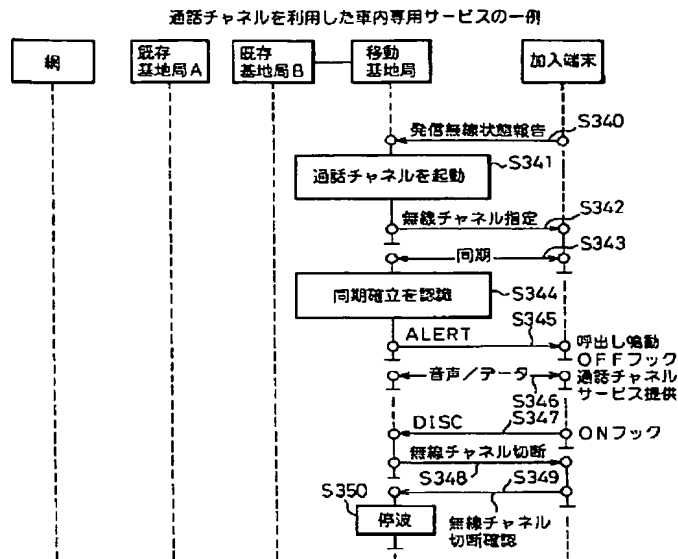 通話チャネルを利用した車内専用サービスの一例
網
既存
基地局A
既存
基地局B
移動
基地局
加入端末
発信無線状態報告
S340
通話チャネルを起動
S341
無線チャネル指定
S342
同期
S343
同期確立を認識
S344
ALERT
S345
呼出し鳴動
OFFフック
音声/データ
S346
通話チャネル
サービス提供
DISC
S347
ONフック
無線チャネル切断
S348
S349
S350
停波
無線チャネル
切断確認